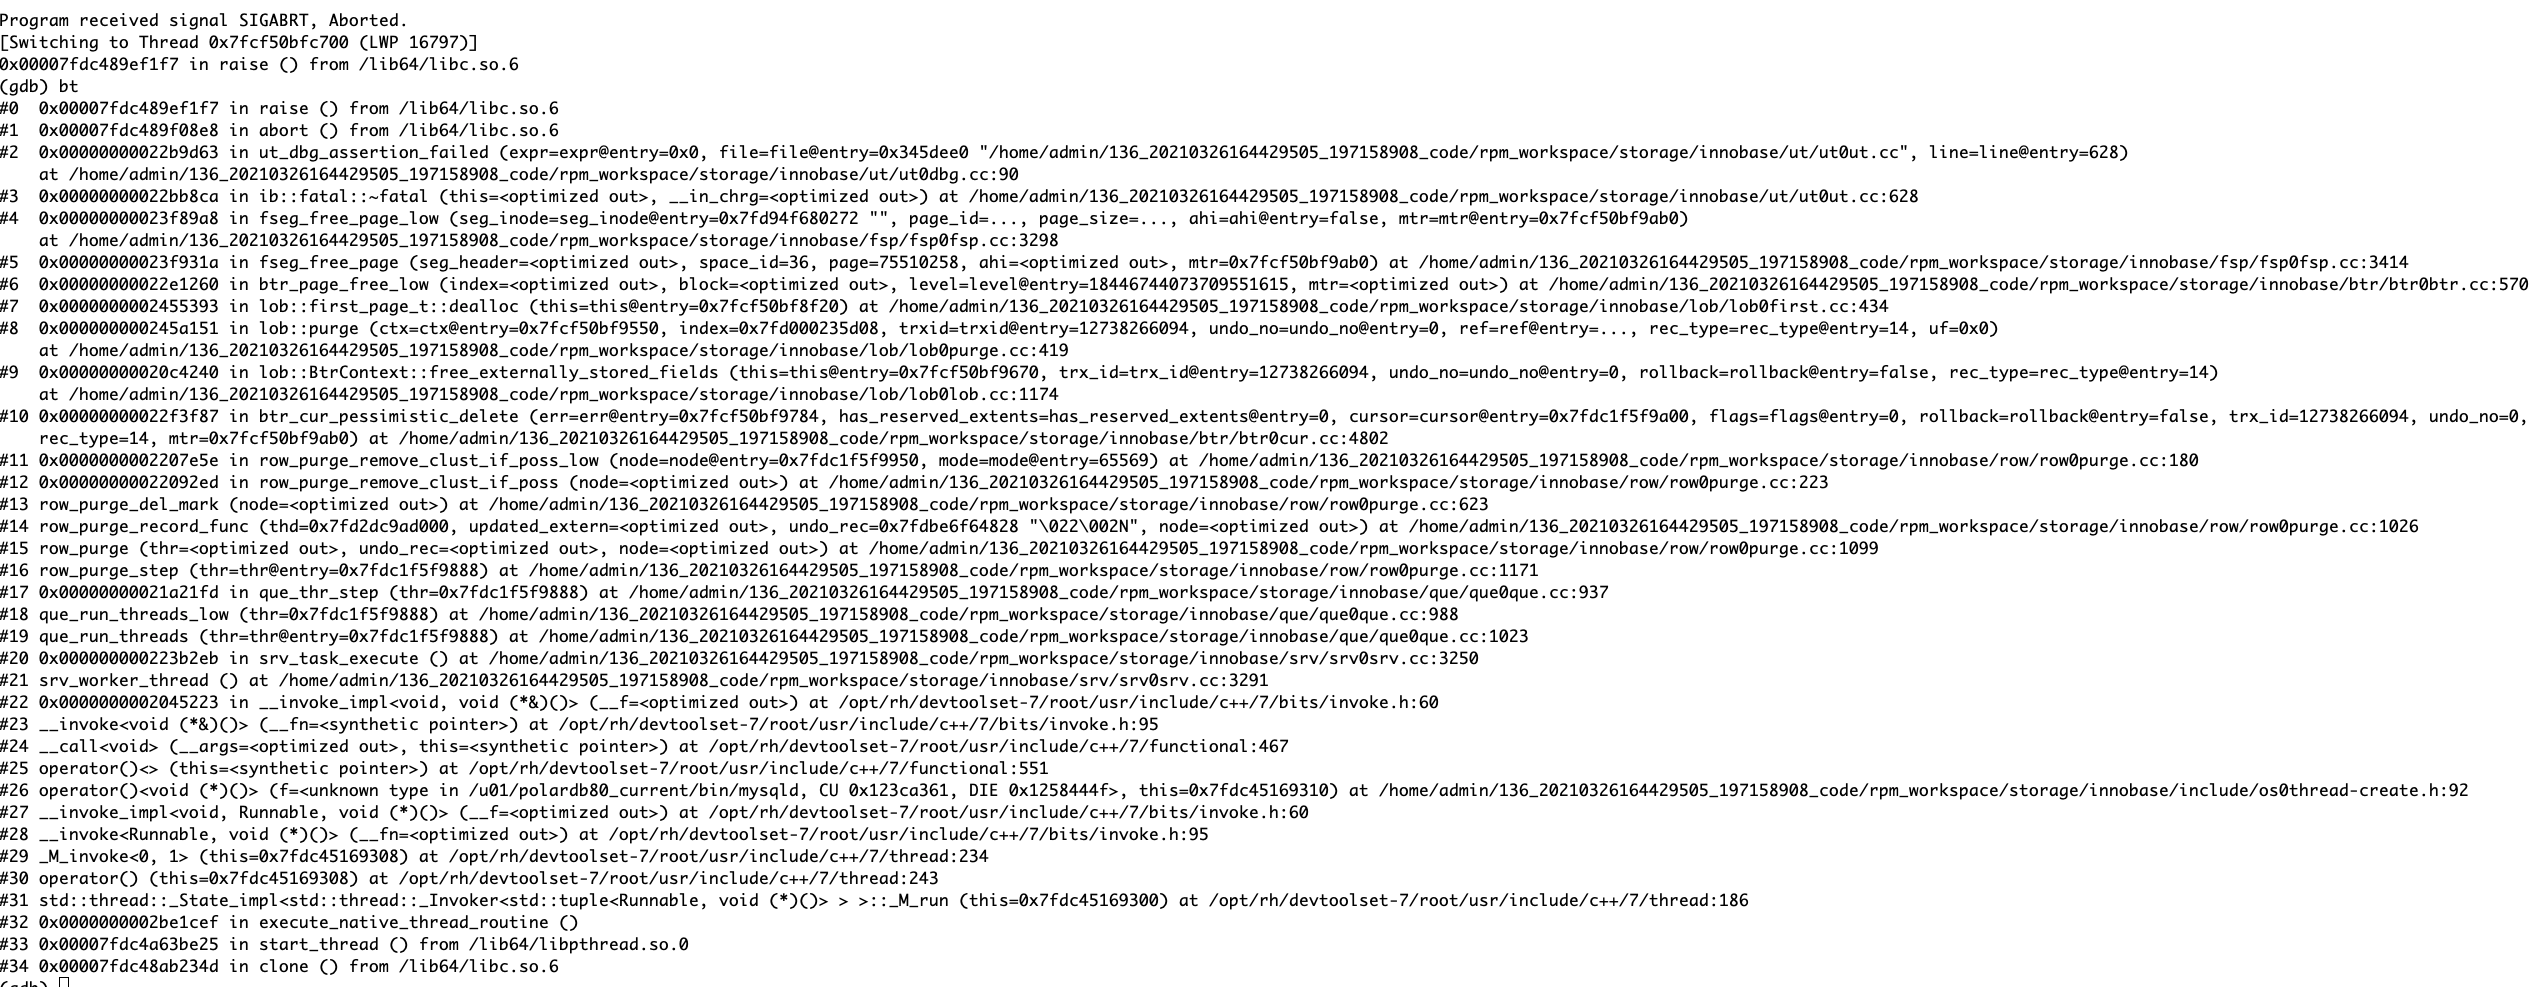 Program received signal SIGABRT, Aborted.
[Switching to Thread 0x7fcf50bfc700 (LWP 16797)]
0x00007fdc489ef1f7 in raise () from /lib64/libc.so.6
(gdb) bt
#0  0x00007fdc489ef1f7 in raise () from /lib64/libc.so.6
#1  0x00007fdc489f08e8 in abort () from /lib64/libc.so.6
#2  0x00000000022b9d63 in ut_dbg_assertion_failed (expr=expr@entry=0x0, file=file@entry=0x345dee0 "/home/admin/136_20210326164429505_197158908_code/rpm_workspace/storage/innobase/ut/ut0ut.cc", line=line@entry=628)
    at /home/admin/136_20210326164429505_197158908_code/rpm_workspace/storage/innobase/ut/ut0dbg.cc:90
#3  0x00000000022bb8ca in ib::fatal::~fatal (this=<optimized out>, __in_chrg=<optimized out>) at /home/admin/136_20210326164429505_197158908_code/rpm_workspace/storage/innobase/ut/ut0ut.cc:628
#4  0x00000000023f89a8 in fseg_free_page_low (seg_inode=seg_inode@entry=0x7fd94f680272 "", page_id=..., page_size=..., ahi=ahi@entry=false, mtr=mtr@entry=0x7fcf50bf9ab0)
    at /home/admin/136_20210326164429505_197158908_code/rpm_workspace/storage/innobase/fsp/fsp0fsp.cc:3298
#5  0x00000000023f931a in fseg_free_page (seg_header=<optimized out>, space_id=36, page=75510258, ahi=<optimized out>, mtr=0x7fcf50bf9ab0) at /home/admin/136_20210326164429505_197158908_code/rpm_workspace/storage/innobase/fsp/fsp0fsp.cc:3414
#6  0x00000000022e1260 in btr_page_free_low (index=<optimized out>, block=<optimized out>, level=level@entry=18446744073709551615, mtr=<optimized out>) at /home/admin/136_20210326164429505_197158908_code/rpm_workspace/storage/innobase/btr/btr0btr.cc:570
#7  0x0000000002455393 in lob::first_page_t::dealloc (this=this@entry=0x7fcf50bf8f20) at /home/admin/136_20210326164429505_197158908_code/rpm_workspace/storage/innobase/lob/lob0first.cc:434
#8  0x000000000245a151 in lob::purge (ctx=ctx@entry=0x7fcf50bf9550, index=0x7fd000235d08, trxid=trxid@entry=12738266094, undo_no=undo_no@entry=0, ref=ref@entry=..., rec_type=rec_type@entry=14, uf=0x0)
    at /home/admin/136_20210326164429505_197158908_code/rpm_workspace/storage/innobase/lob/lob0purge.cc:419
#9  0x00000000020c4240 in lob::BtrContext::free_externally_stored_fields (this=this@entry=0x7fcf50bf9670, trx_id=trx_id@entry=12738266094, undo_no=undo_no@entry=0, rollback=rollback@entry=false, rec_type=rec_type@entry=14)
    at /home/admin/136_20210326164429505_197158908_code/rpm_workspace/storage/innobase/lob/lob0lob.cc:1174
#10 0x00000000022f3f87 in btr_cur_pessimistic_delete (err=err@entry=0x7fcf50bf9784, has_reserved_extents=has_reserved_extents@entry=0, cursor=cursor@entry=0x7fdc1f5f9a00, flags=flags@entry=0, rollback=rollback@entry=false, trx_id=12738266094, undo_no=0,
    rec_type=14, mtr=0x7fcf50bf9ab0) at /home/admin/136_20210326164429505_197158908_code/rpm_workspace/storage/innobase/btr/btr0cur.cc:4802
#11 0x0000000002207e5e in row_purge_remove_clust_if_poss_low (node=node@entry=0x7fdc1f5f9950, mode=mode@entry=65569) at /home/admin/136_20210326164429505_197158908_code/rpm_workspace/storage/innobase/row/row0purge.cc:180
#12 0x00000000022092ed in row_purge_remove_clust_if_poss (node=<optimized out>) at /home/admin/136_20210326164429505_197158908_code/rpm_workspace/storage/innobase/row/row0purge.cc:223
#13 row_purge_del_mark (node=<optimized out>) at /home/admin/136_20210326164429505_197158908_code/rpm_workspace/storage/innobase/row/row0purge.cc:623
#14 row_purge_record_func (thd=0x7fd2dc9ad000, updated_extern=<optimized out>, undo_rec=0x7fdbe6f64828 "\022\002N", node=<optimized out>) at /home/admin/136_20210326164429505_197158908_code/rpm_workspace/storage/innobase/row/row0purge.cc:1026
#15 row_purge (thr=<optimized out>, undo_rec=<optimized out>, node=<optimized out>) at /home/admin/136_20210326164429505_197158908_code/rpm_workspace/storage/innobase/row/row0purge.cc:1099
#16 row_purge_step (thr=thr@entry=0x7fdc1f5f9888) at /home/admin/136_20210326164429505_197158908_code/rpm_workspace/storage/innobase/row/row0purge.cc:1171
#17 0x00000000021a21fd in que_thr_step (thr=0x7fdc1f5f9888) at /home/admin/136_20210326164429505_197158908_code/rpm_workspace/storage/innobase/que/que0que.cc:937
#18 que_run_threads_low (thr=0x7fdc1f5f9888) at /home/admin/136_20210326164429505_197158908_code/rpm_workspace/storage/innobase/que/que0que.cc:988
#19 que_run_threads (thr=thr@entry=0x7fdc1f5f9888) at /home/admin/136_20210326164429505_197158908_code/rpm_workspace/storage/innobase/que/que0que.cc:1023
#20 0x000000000223b2eb in srv_task_execute () at /home/admin/136_20210326164429505_197158908_code/rpm_workspace/storage/innobase/srv/srv0srv.cc:3250
#21 srv_worker_thread () at /home/admin/136_20210326164429505_197158908_code/rpm_workspace/storage/innobase/srv/srv0srv.cc:3291
#22 0x0000000002045223 in __invoke_impl<void, void (*&)()> (__f=<optimized out>) at /opt/rh/devtoolset-7/root/usr/include/c++/7/bits/invoke.h:60
#23 __invoke<void (*&)()> (__fn=<synthetic pointer>) at /opt/rh/devtoolset-7/root/usr/include/c++/7/bits/invoke.h:95
#24 __call<void> (__args=<optimized out>, this=<synthetic pointer>) at /opt/rh/devtoolset-7/root/usr/include/c++/7/functional:467
#25 operator()<> (this=<synthetic pointer>) at /opt/rh/devtoolset-7/root/usr/include/c++/7/functional:551
#26 operator()<void (*)()> (f=<unknown type in /u01/polardb80_current/bin/mysqld, CU 0x123ca361, DIE 0x1258444f>, this=0x7fdc45169310) at /home/admin/136_20210326164429505_197158908_code/rpm_workspace/storage/innobase/include/os0thread-create.h:92
#27 __invoke_impl<void, Runnable, void (*)()> (__f=<optimized out>) at /opt/rh/devtoolset-7/root/usr/include/c++/7/bits/invoke.h:60
#28 __invoke<Runnable, void (*)()> (__fn=<optimized out>) at /opt/rh/devtoolset-7/root/usr/include/c++/7/bits/invoke.h:95
#29 _M_invoke<0, 1> (this=0x7fdc45169308) at /opt/rh/devtoolset-7/root/usr/include/c++/7/thread:234
#30 operator() (this=0x7fdc45169308) at /opt/rh/devtoolset-7/root/usr/include/c++/7/thread:243
#31 std::thread::_State_impl<std::thread::_Invoker<std::tuple<Runnable, void (*)()> > >::_M_run (this=0x7fdc45169300) at /opt/rh/devtoolset-7/root/usr/include/c++/7/thread:186
#32 0x0000000002be1cef in execute_native_thread_routine ()
#33 0x00007fdc4a63be25 in start_thread () from /lib64/libpthread.so.0
#34 0x00007fdc48ab234d in clone () from /lib64/libc.so.6
(gdb)